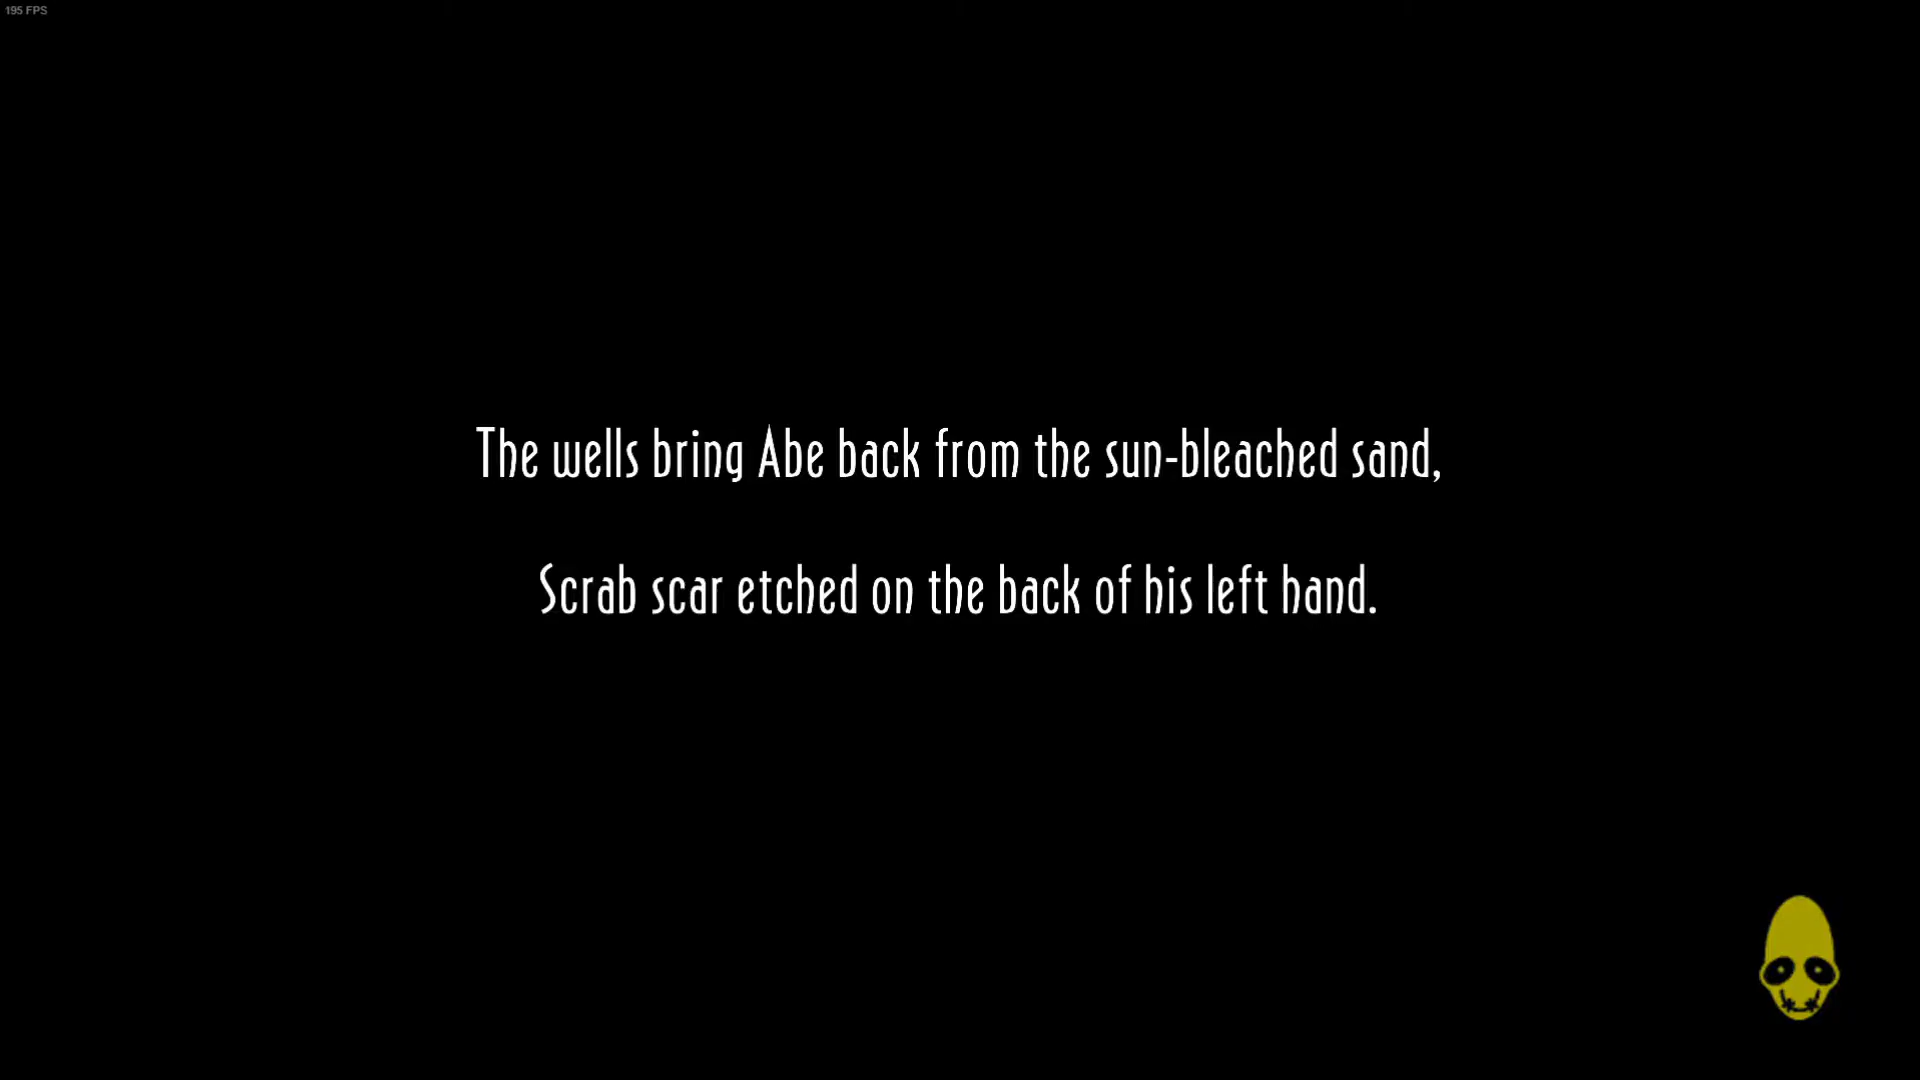 195 FPS
The wells bring Abe back from the sun-bleached sand,
Scrab scar etched on the back of his left hand.